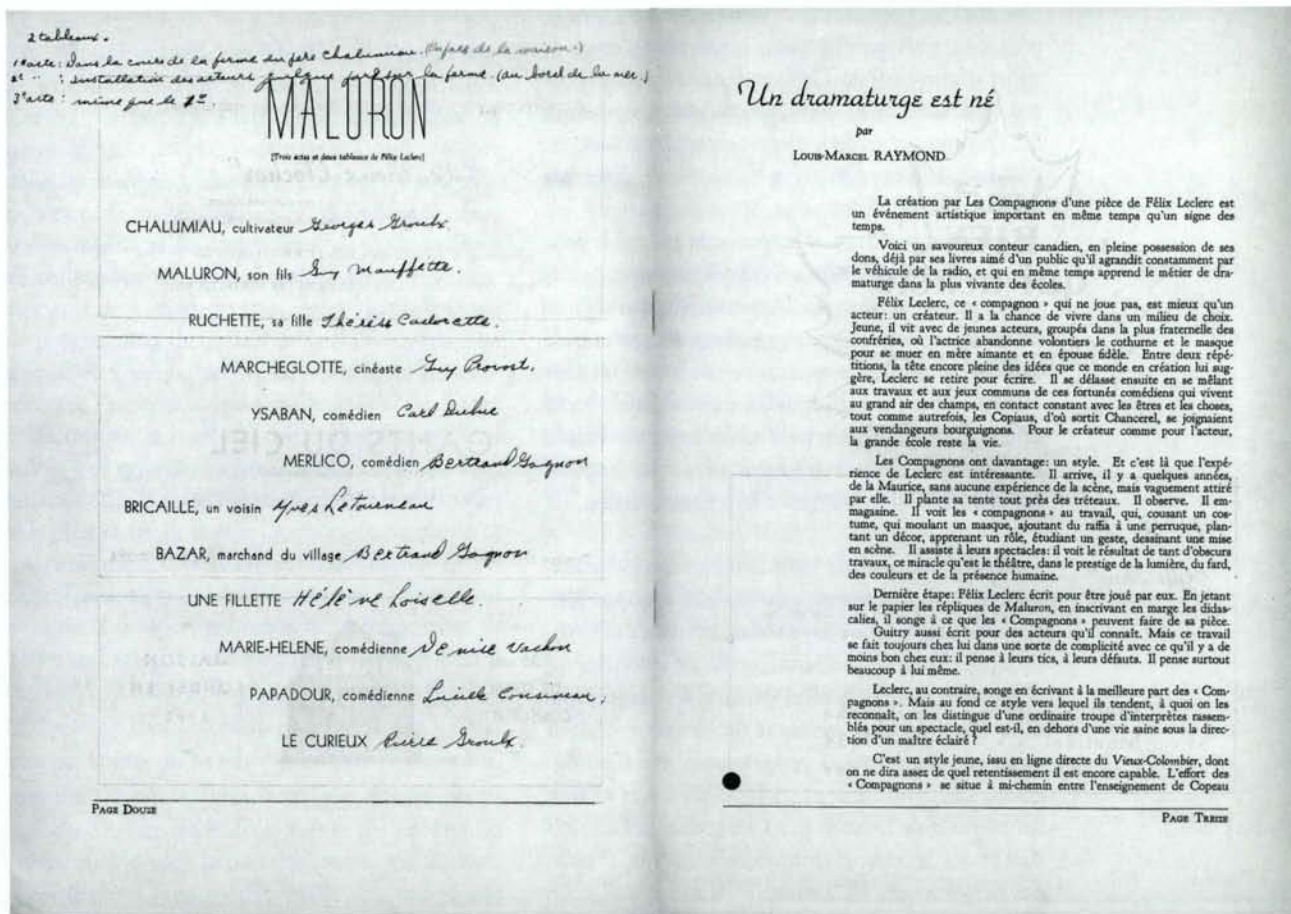 2 tableaux.
1er acte: Dans la cour de la ferme du père Chalumiau. (En face de la maison.)
2e " : installation des acteurs quelque part sur la ferme. (au bord de la mer.)
3e acte: même que le 1er
MALURON
(Trois actes et deux tableaux de Félix Leclerc)
CHALUMIAU, cultivateur Georges Groulx.
MALURON, son fils Guy Mauffette.
RUCHETTE, sa fille Thérèse Cadorette.
MARCHEGLOTTE, cinéaste Guy Provost.
YSABAN, comédien Carl Dubuc
MERLICO, comédien Bertrand Gagnon
BRICAILLE, un voisin Yves Létourneau
BAZAR, marchand du village Bertrand Gagnon
UNE FILLETTE Hélène Loiselle.
MARIE-HELENE, comédienne Denise Vachon
PAPADOUR, comédienne Lucile Cousineau.
LE CURIEUX Pierre Groulx.
PAGE DOUZE
Un dramaturge est né
par
LOUIS-MARCEL RAYMOND
La création par Les Compagnons d'une pièce de Félix Leclerc est
un événement artistique important en même temps qu'un signe des
temps.
Voici un savoureux conteur canadien, en pleine possession de ses
dons, déjà par ses livres aimé d'un public qu'il agrandit constamment par
le véhicule de la radio, et qui en même temps apprend le métier de dra-
maturge dans la plus vivante des écoles.
Félix Leclerc, ce « compagnon » qui ne joue pas, est mieux qu'un
acteur: un créateur. Il a la chance de vivre dans un milieu de choix.
Jeune, il vit avec de jeunes acteurs, groupés dans la plus fraternelle des
confréries, où l'actrice abandonne volontiers le cothurne et le masque
pour se muer en mère aimante et en épouse fidèle. Entre deux répé-
titions, la tête encore pleine des idées que ce monde en création lui sug-
gère, Leclerc se retire pour écrire. Il se délasse ensuite en se mêlant
aux travaux et aux jeux communs de ces fortunés comédiens qui vivent
au grand air des champs, en contact constant avec les êtres et les choses,
tout comme autrefois, les Copiaus, d'où sortit Chancerel, se joignaient
aux vendangeurs bourguignons. Pour le créateur comme pour l'acteur,
la grande école reste la vie.
Les Compagnons ont davantage: un style. Et c'est là que l'expé-
rience de Leclerc est intéressante. Il arrive, il y a quelques années,
de la Maurice, sans aucune expérience de la scène, mais vaguement attiré
par elle. Il plante sa tente tout près des tréteaux. Il observe. Il em-
magasine. Il voit les « compagnons » au travail, qui, cousant un cos-
tume, qui moulant un masque, ajoutant du raffia à une perruque, plan-
tant un décor, apprenant un rôle, étudiant un geste, dessinant une mise
en scène. Il assiste à leurs spectacles: il voit le résultat de tant d'obscurs
travaux, ce miracle qu'est le théâtre, dans le prestige de la lumière, du fard,
des couleurs et de la présence humaine.
Dernière étape: Félix Leclerc écrit pour être joué par eux. En jetant
sur le papier les répliques de Maluron, en inscrivant en marge les didas-
calies, il songe à ce que les « Compagnons » peuvent faire de sa pièce.
Guitry aussi écrit pour des acteurs qu'il connaît. Mais ce travail
se fait toujours chez lui dans une sorte de complicité avec ce qu'il y a de
moins bon chez eux: il pense à leurs tics, à leurs défauts. Il pense surtout
beaucoup à lui même.
Leclerc, au contraire, songe en écrivant à la meilleure part des « Com-
pagnons ». Mais au fond ce style vers lequel ils tendent, à quoi on les
reconnaît, on les distingue d'une ordinaire troupe d'interprètes rassem-
blés pour un spectacle, quel est-il, en dehors d'une vie saine sous la direc-
tion d'un maître éclairé ?
C'est un style jeune, issu en ligne directe du Vieux-Colombier, dont
on ne dira assez de quel retentissement il est encore capable. L'effort des
« Compagnons » se situe à mi-chemin entre l'enseignement de Copeau
PAGE TREIZE